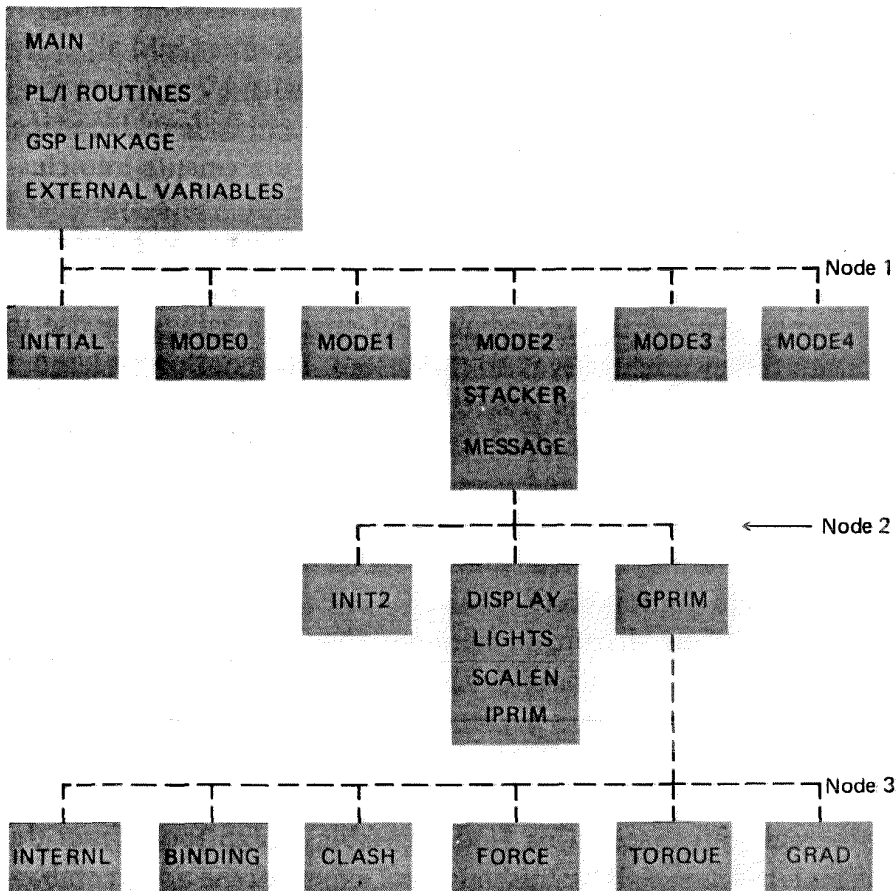 MAIN
PL/I ROUTINES
GSP LINKAGE
EXTERNAL VARIABLES
Node 1
INITIAL
MODE0
MODE1
MODE2
MODE3
MODE4
STACKER
MESSAGE
Node 2
INIT2
DISPLAY
GPRIM
LIGHTS
SCALEN
IPRIM
Node 3
INTERNL
BINDING
CLASH
FORCE
TORQUE
GRAD